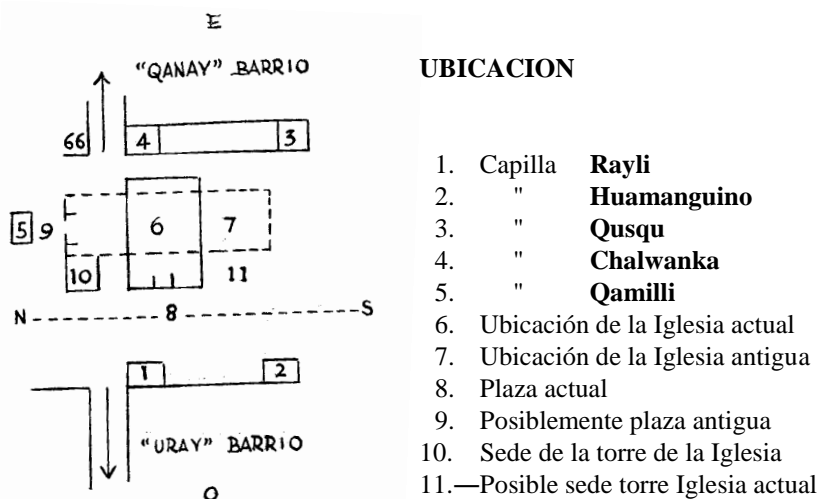 E
"QANAY" BARRIO
66 4 3
5 9 6 7
10 11
N 8 S
1 2
"URAY" BARRIO
O
UBICACION
1. Capilla Rayli
2. " Huamanguino
3. " Qusqu
4. " Chalwanka
5. " Qamilli
6. Ubicación de la Iglesia actual
7. Ubicación de la Iglesia antigua
8. Plaza actual
9. Posiblemente plaza antigua
10. Sede de la torre de la Iglesia
11.—Posible sede torre Iglesia actual